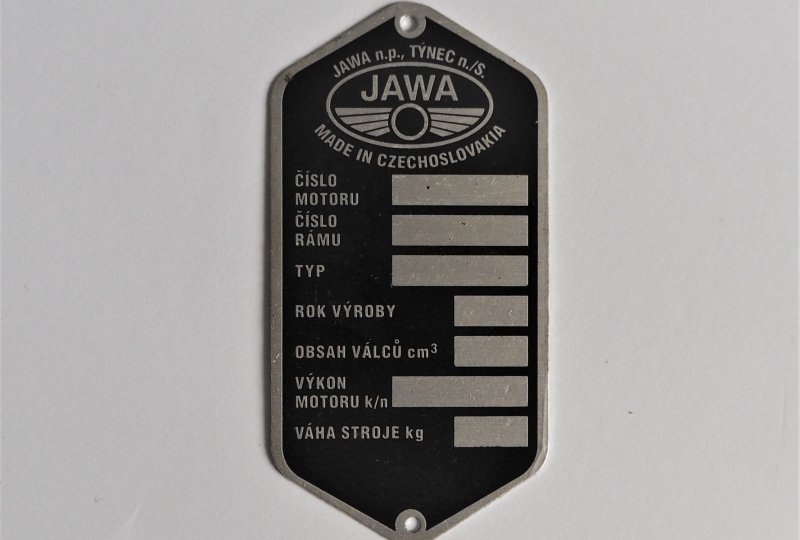 JAWA n.p., TÝNEC n./S.
JAWA
MADE IN CZECHOSLOVAKIA
ČÍSLO
MOTORU
ČÍSLO
RÁMU
TYP
ROK VÝROBY
OBSAH VÁLCŮ cm³
VÝKON
MOTORU k/n
VÁHA STROJE kg